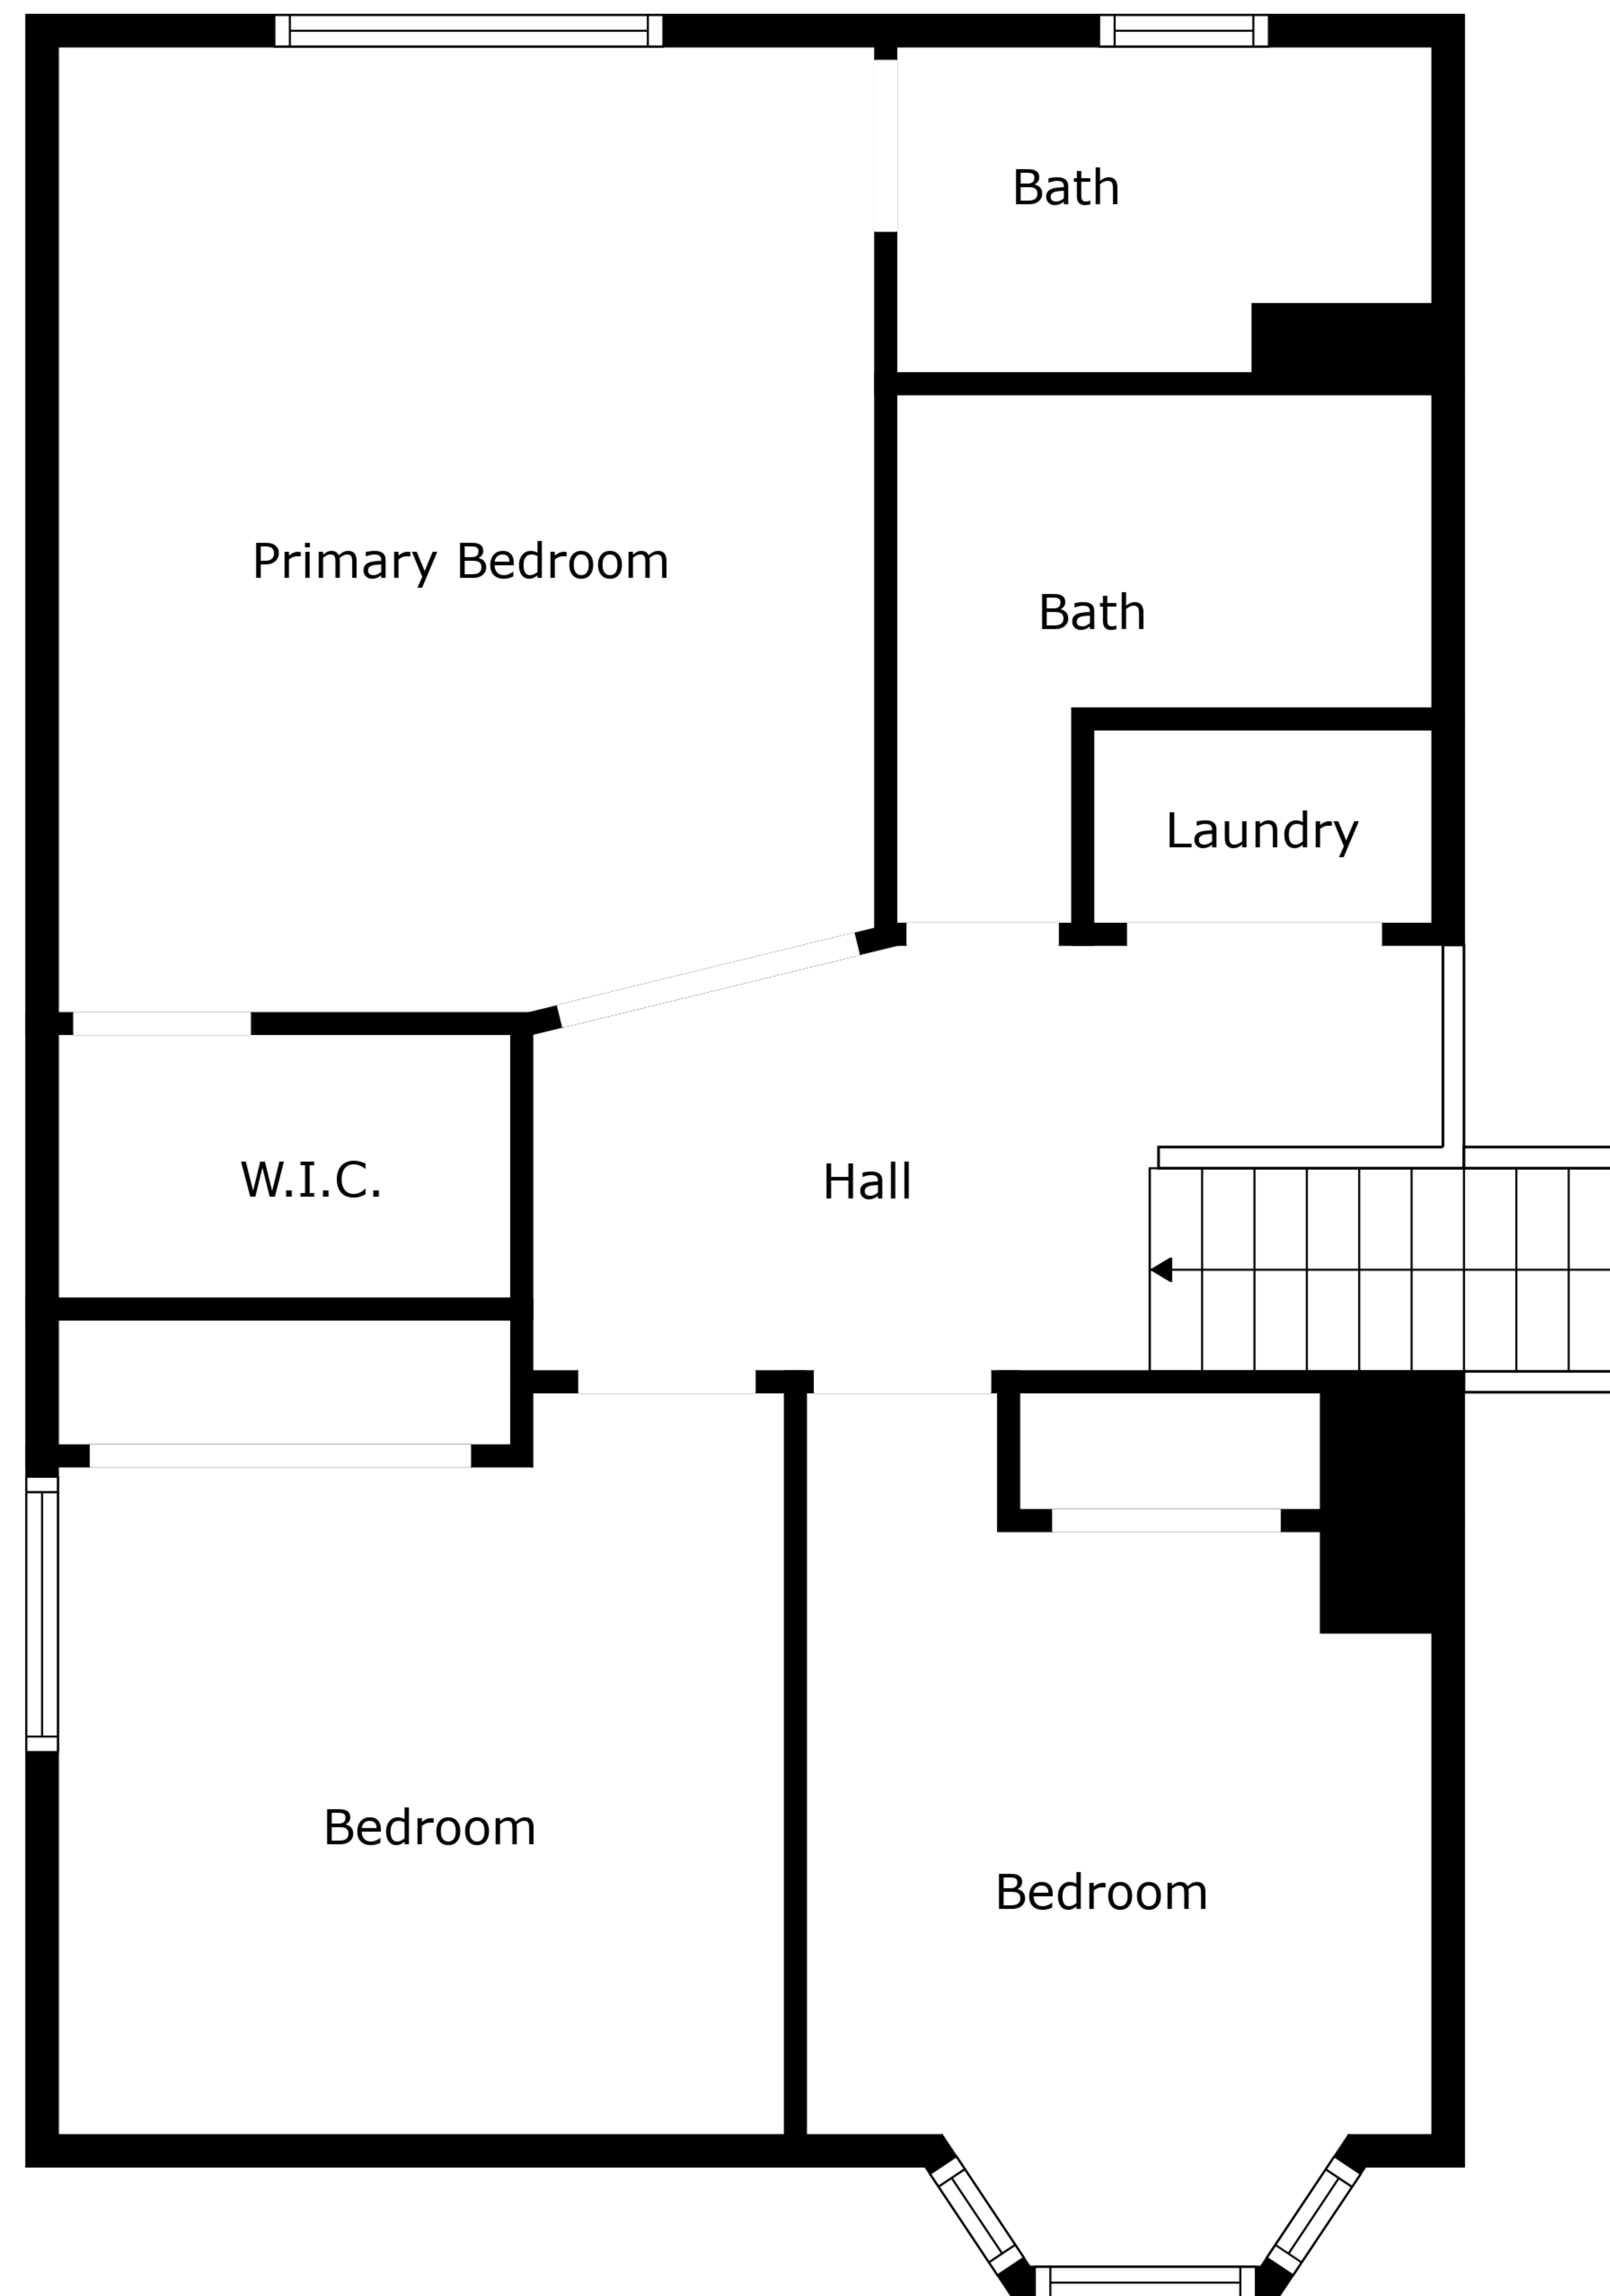 Bath
Primary Bedroom
Bath
Laundry
W.I.C.
Hall
Bedroom
Bedroom